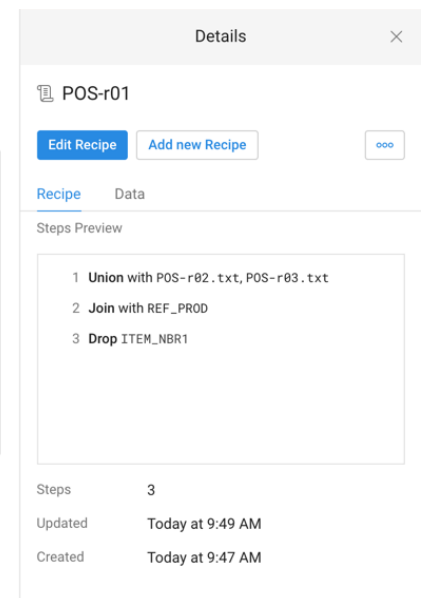 Details
POS-r01
Edit Recipe Add new Recipe
Recipe Data
Steps Preview
1 Union with POS-r02.txt, POS-r03.txt
2 Join with REF_PROD
3 Drop ITEM_NBR1
Steps 3
Updated Today at 9:49 AM
Created Today at 9:47 AM